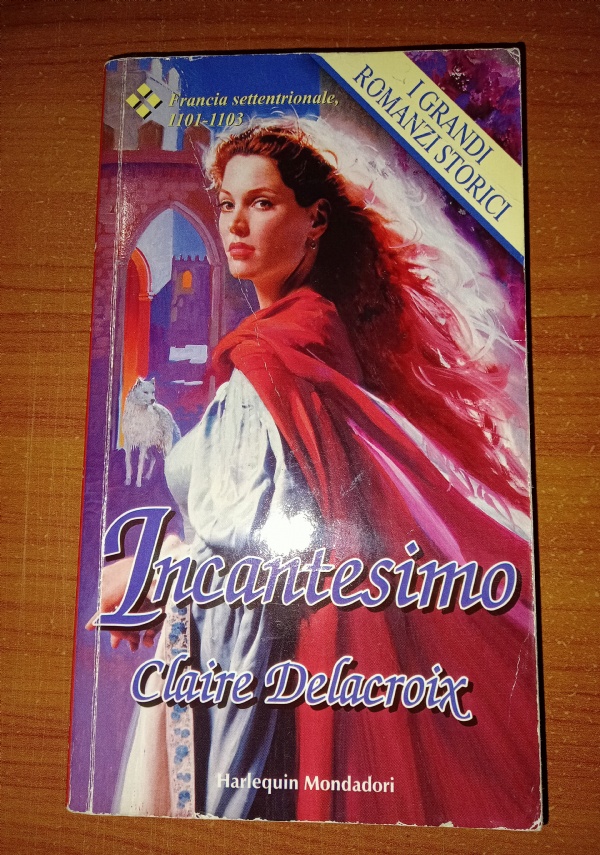 Francia settentrionale,
1101-1103
I GRANDI
ROMANZI STORICI
Incantesimo
Claire Delacroix
Harlequin Mondadori